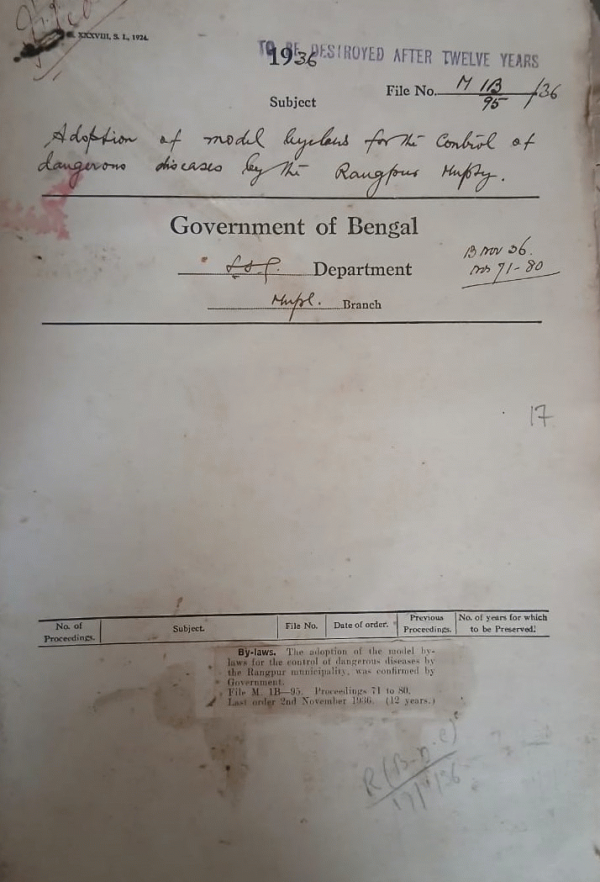 XXXVIII, S. I., 1924.
TO BE DESTROYED AFTER TWELVE YEARS
1936
File No. M 1B/95 /36
Subject
Adoption of model byelaws for the Control of
dangerous diseases by the Rangpur Mupty.
Government of Bengal
L.S.G. Department
B Nov 36.
71-80
Mupl. Branch
17
No. of Proceedings. Subject. File No. Date of order. Previous Proceedings. No. of years for which to be Preserved.
By-laws. The adoption of the model by-
laws for the control of dangerous diseases by
the Rangpur municipality, was confirmed by
Government.
File M. 1B—95. Proceedings 71 to 80.
Last order 2nd November 1936. (12 years.)